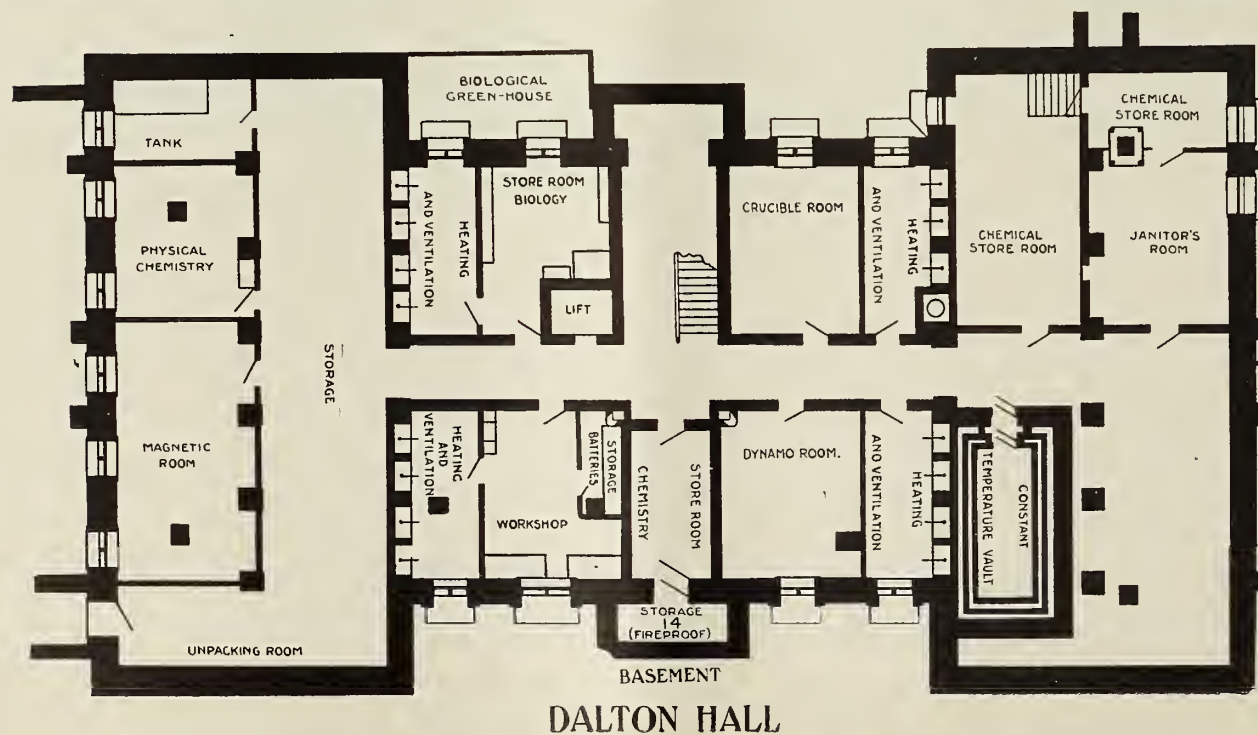 BIOLOGICAL
GREEN-HOUSE
CHEMICAL
STORE ROOM
TANK
STORE ROOM
BIOLOGY
HEATING
AND VENTILATION
CRUCIBLE ROOM
HEATING
AND VENTILATION
CHEMICAL
STORE ROOM
JANITOR'S
ROOM
PHYSICAL
CHEMISTRY
LIFT
STORAGE
MAGNETIC
ROOM
HEATING
AND
VENTILATION
WORKSHOP
STORAGE
BATTERIES
CHEMISTRY
STORE ROOM
DYNAMO ROOM.
HEATING
AND VENTILATION
CONSTANT
TEMPERATURE VAULT
STORAGE
14
(FIREPROOF)
UNPACKING ROOM
BASEMENT
DALTON HALL